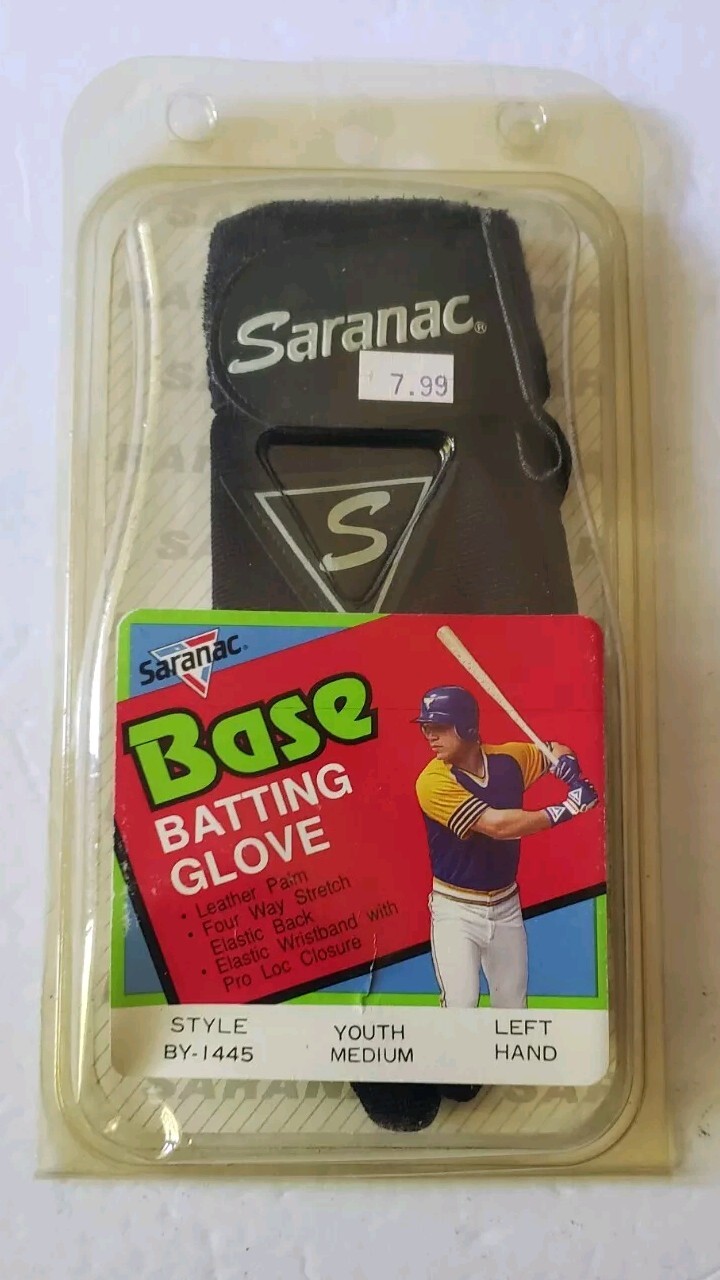 Saranac®
7.99
S
Saranac
Base
BATTING
GLOVE
• Leather Palm
• Four Way Stretch
Elastic Back
• Elastic Wristband with
Pro Loc Closure
STYLE
BY-1445
YOUTH
MEDIUM
LEFT
HAND